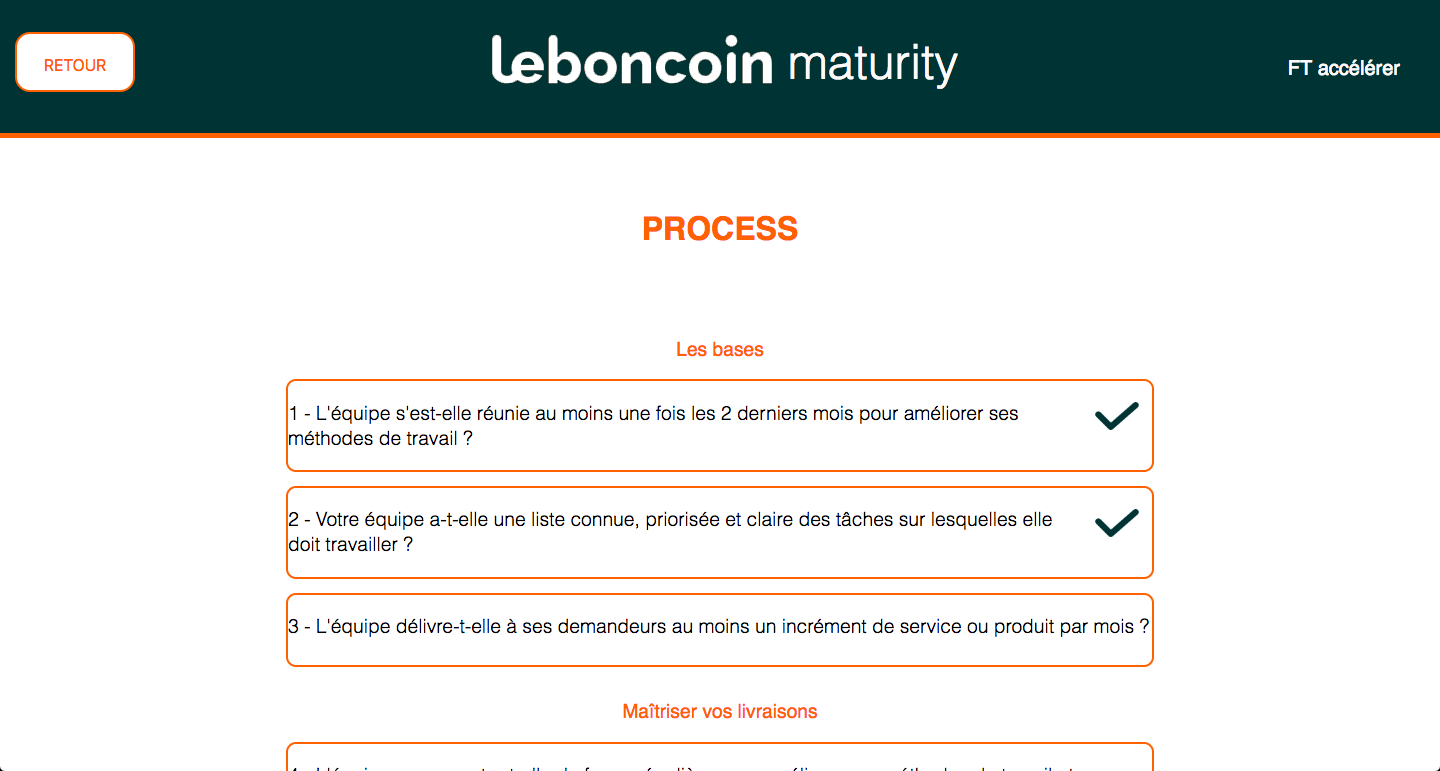 RETOUR
leboncoin maturity
FT accélérer
PROCESS
Les bases
1 - L'équipe s'est-elle réunie au moins une fois les 2 derniers mois pour améliorer ses
méthodes de travail ?
2 - Votre équipe a-t-elle une liste connue, priorisée et claire des tâches sur lesquelles elle
doit travailler ?
3 - L'équipe délivre-t-elle à ses demandeurs au moins un incrément de service ou produit par mois ?
Maîtriser vos livraisons